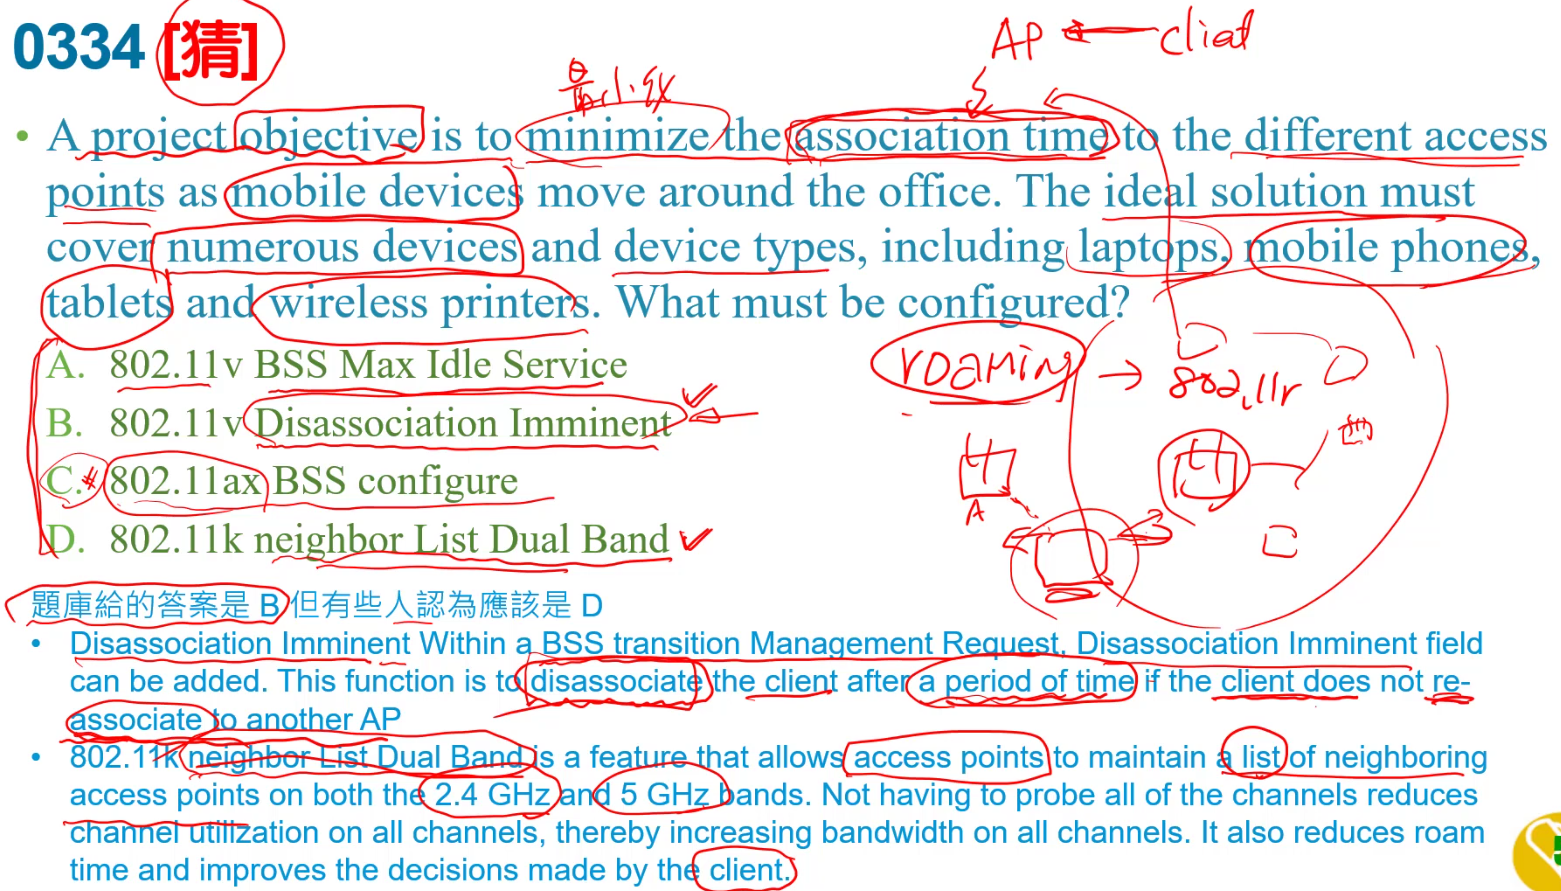 0334 [猜]
AP ← client
最小数
• A project objective is to minimize the association time to the different access
points as mobile devices move around the office. The ideal solution must
cover numerous devices and device types, including laptops, mobile phones,
tablets and wireless printers. What must be configured?
A. 802.11v BSS Max Idle Service
B. 802.11v Disassociation Imminent
C. 802.11ax BSS configure
D. 802.11k neighbor List Dual Band
roaming → 802.11r
A
題庫給的答案是 B 但有些人認為應該是 D
• Disassociation Imminent Within a BSS transition Management Request, Disassociation Imminent field
can be added. This function is to disassociate the client after a period of time if the client does not re-
associate to another AP
• 802.11k neighbor List Dual Band is a feature that allows access points to maintain a list of neighboring
access points on both the 2.4 GHz and 5 GHz bands. Not having to probe all of the channels reduces
channel utilization on all channels, thereby increasing bandwidth on all channels. It also reduces roam
time and improves the decisions made by the client.